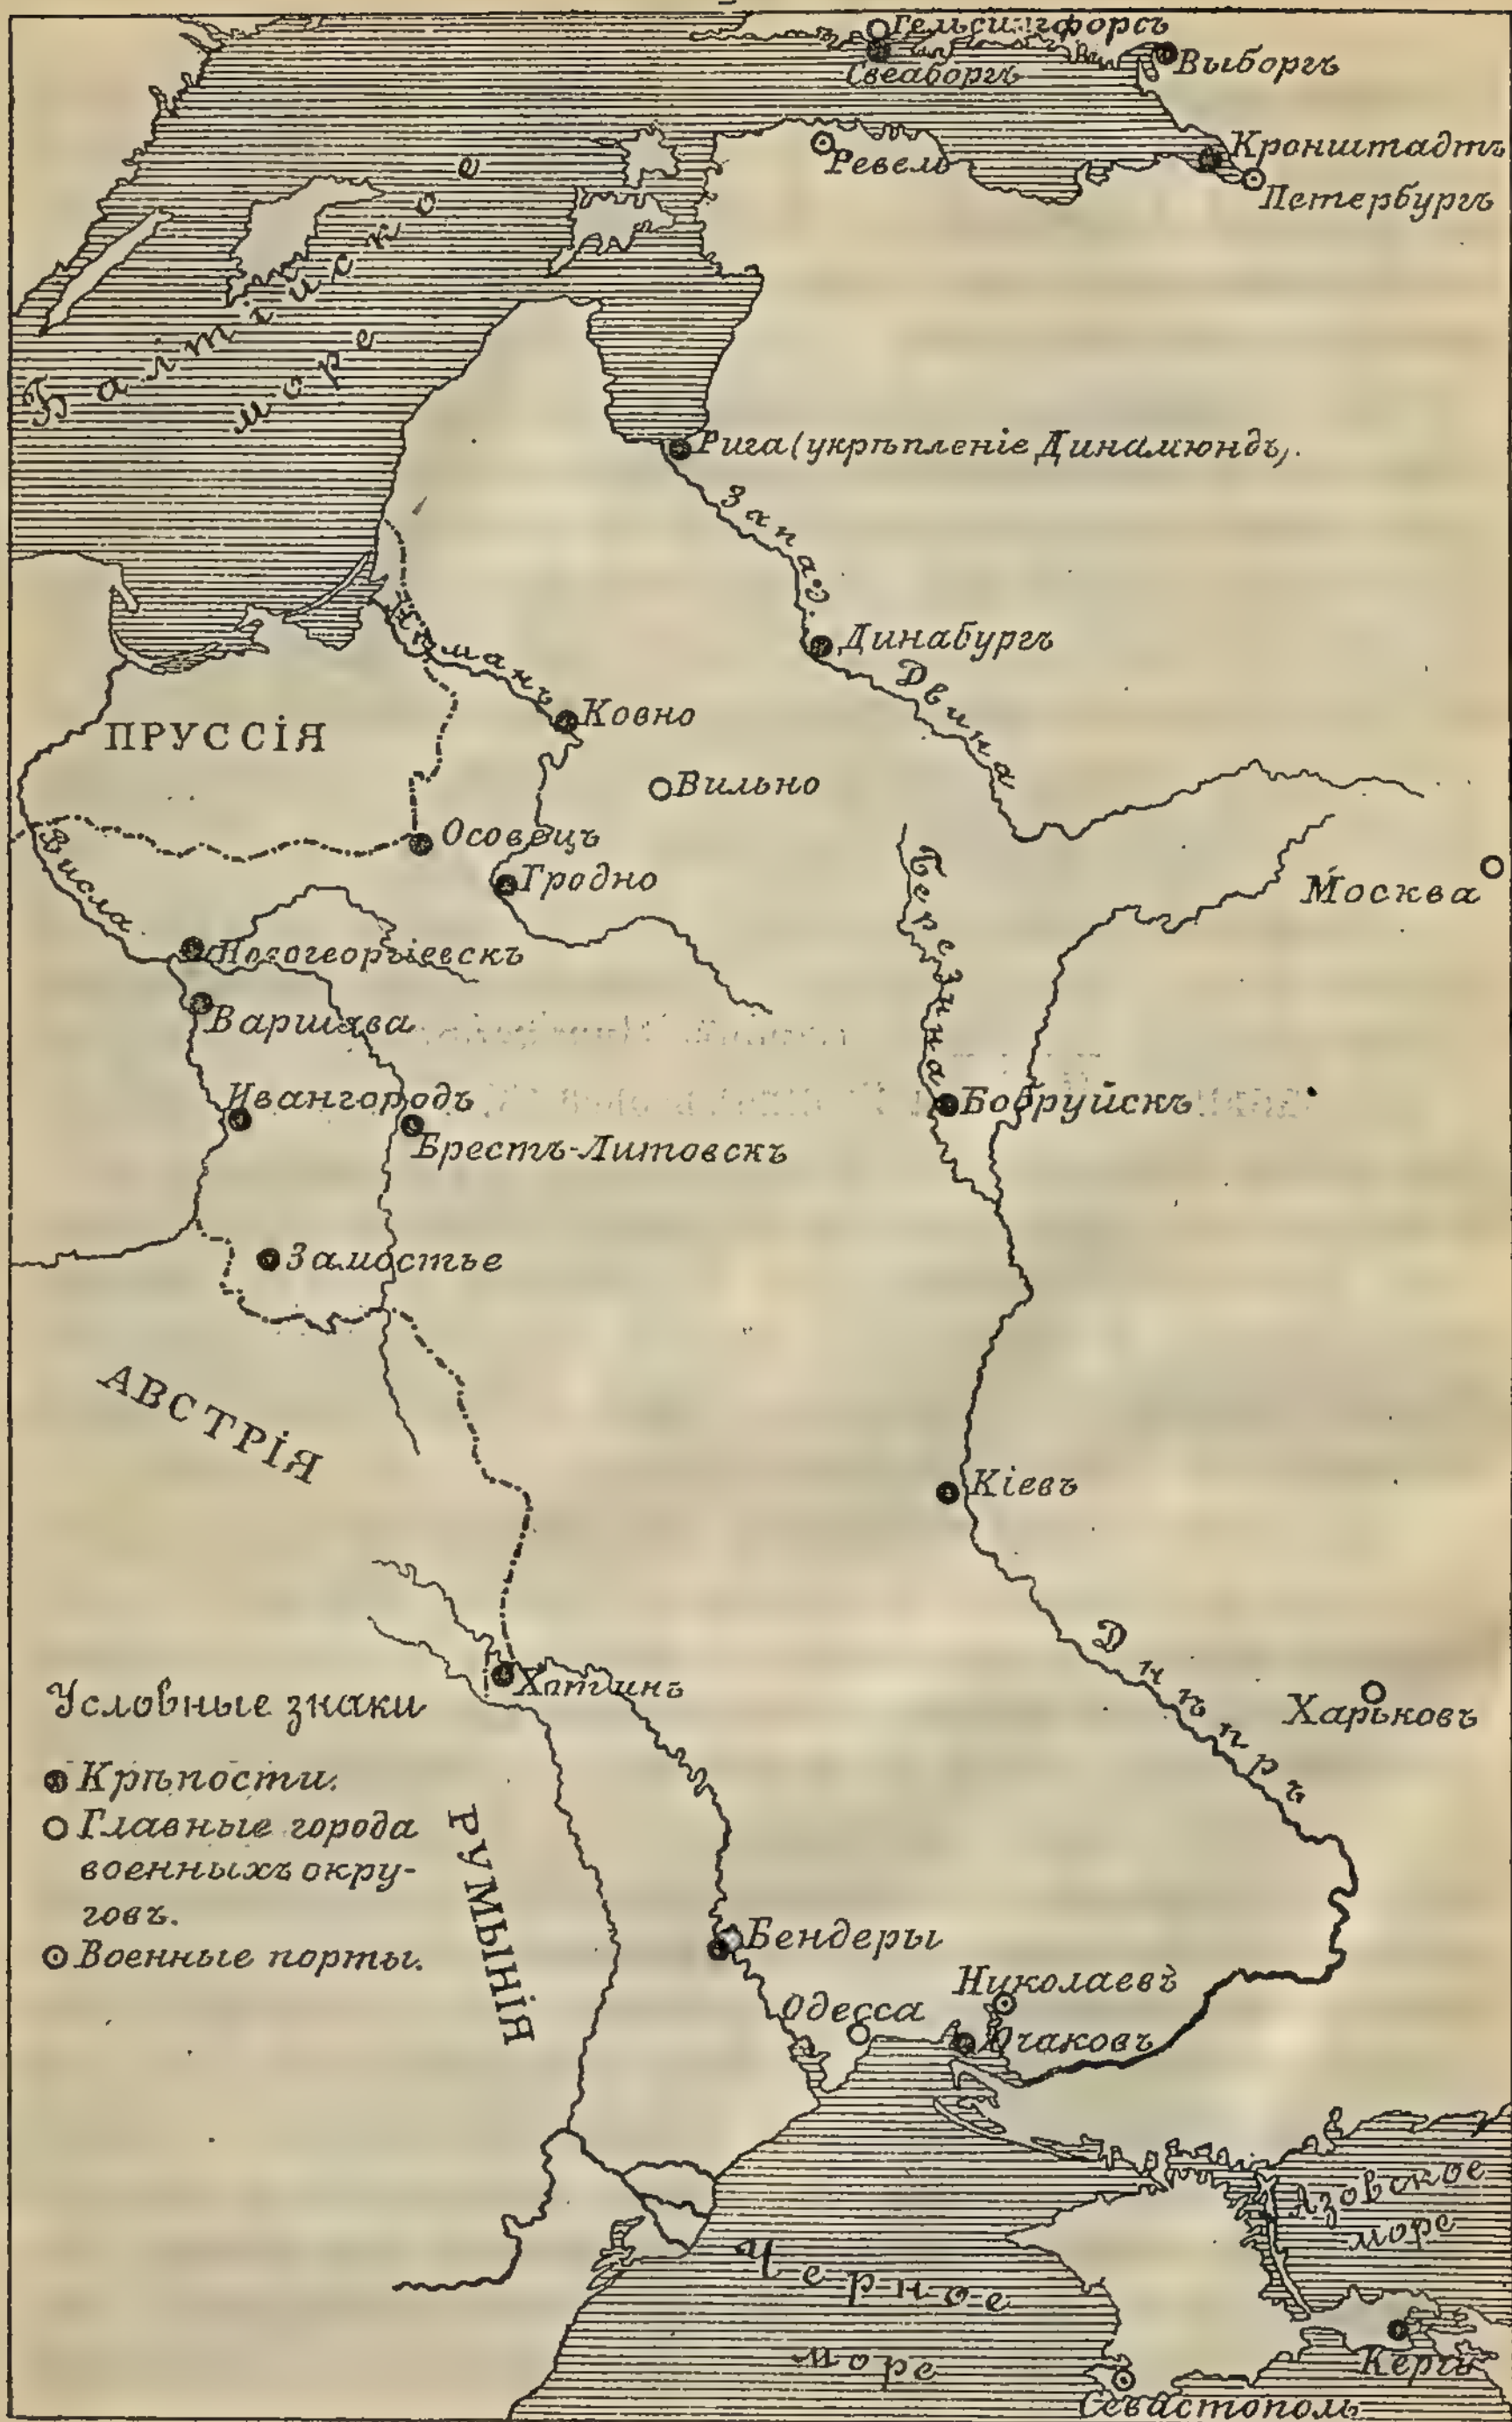 Гельсингфорсъ
Свеаборгъ
Выборгъ
Кронштадтъ
Ревель
Петербургъ
Балтійское
море
Рига (укрѣпленіе Динамюндъ).
Запад.
Двина
Динабургъ
Нѣманъ
Ковно
ПРУССІЯ
Вильно
Осовецъ
Висла
Гродно
Березина
Москва
Новогеоргіевскъ
Варшава
Ивангородъ
Бобруйскъ
Брестъ-Литовскъ
Замостье
АВСТРІЯ
Кіевъ
Днѣпръ
Хотинъ
Харьковъ
Условные знаки
Крѣпости.
Главные города
военныхъ окру-
говъ.
Военные порты.
РУМЫНІЯ
Бендеры
Николаевъ
Одесса
Очаковъ
Азовское
море
Черное
море
Керчь
Севастополь